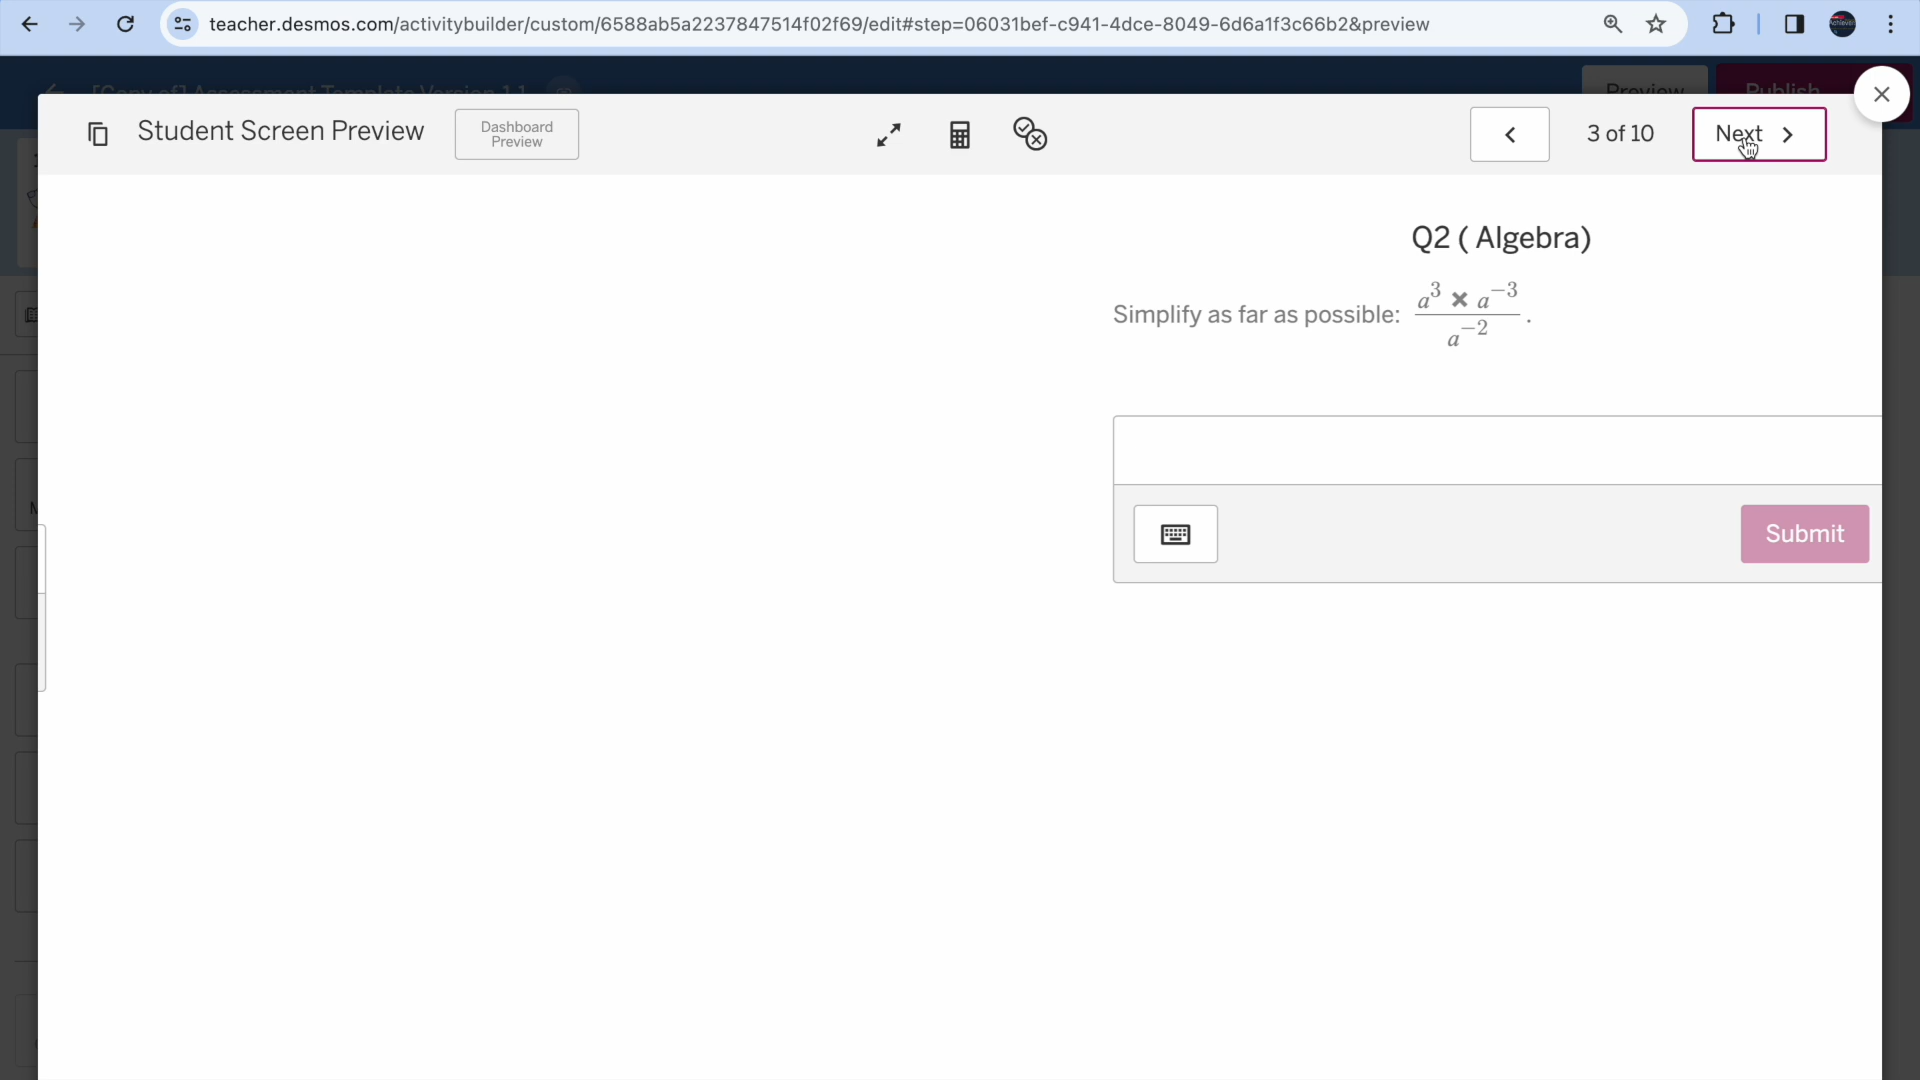 teacher.desmos.com/activitybuilder/custom/6588ab5a2237847514f02f69/edit#step=06031bef-c941-4dce-8049-6d6a1f3c66b2&preview
[Copy of] Assessment Template Version 1.1
Preview
Publish
Student Screen Preview
Dashboard
Preview
3 of 10
Next
Q2 ( Algebra)
Simplify as far as possible: \frac{a^{3} × a^{-3}}{a^{-2}}.
Submit